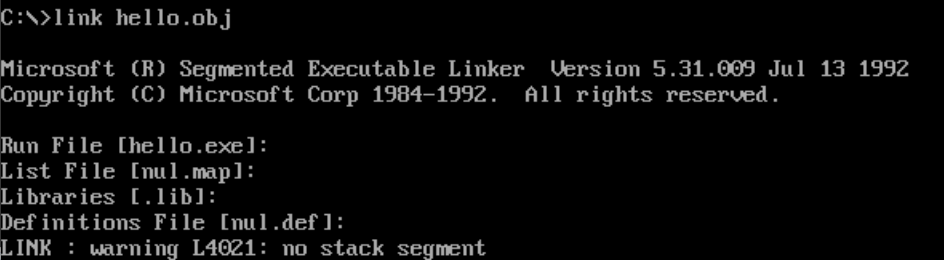 C:\>link hello.obj
Microsoft (R) Segmented Executable Linker  Version 5.31.009 Jul 13 1992
Copyright (C) Microsoft Corp 1984-1992.  All rights reserved.
Run File [hello.exe]:
List File [nul.map]:
Libraries [.lib]:
Definitions File [nul.def]:
LINK : warning L4021: no stack segment